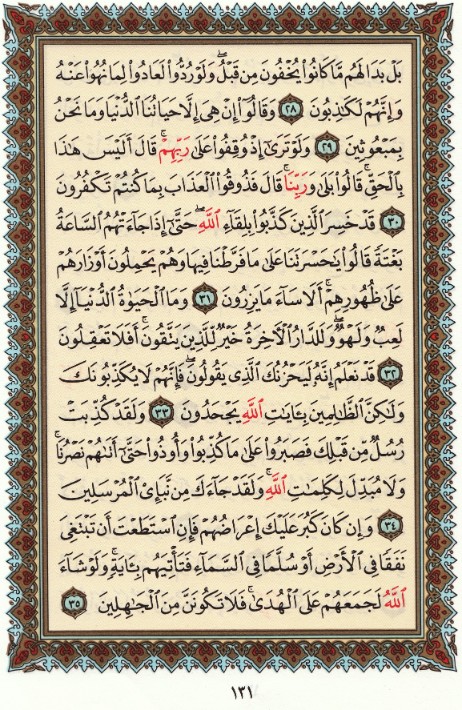 بَلْ بَدَا لَهُم مَّا كَانُوا۟ يُخْفُونَ مِن قَبْلُ ۖ وَلَوْ رُدُّوا۟ لَعَادُوا۟ لِمَا نُهُوا۟ عَنْهُ
وَإِنَّهُمْ لَكَٰذِبُونَ ٢٨ وَقَالُوٓا۟ إِنْ هِىَ إِلَّا حَيَاتُنَا ٱلدُّنْيَا وَمَا نَحْنُ
بِمَبْعُوثِينَ ٢٩ وَلَوْ تَرَىٰٓ إِذْ وُقِفُوا۟ عَلَىٰ رَبِّهِمْ ۚ قَالَ أَلَيْسَ هَٰذَا
بِٱلْحَقِّ ۚ قَالُوا۟ بَلَىٰ وَرَبِّنَا ۚ قَالَ فَذُوقُوا۟ ٱلْعَذَابَ بِمَا كُنتُمْ تَكْفُرُونَ
٣٠ قَدْ خَسِرَ ٱلَّذِينَ كَذَّبُوا۟ بِلِقَآءِ ٱللَّهِ ۖ حَتَّىٰٓ إِذَا جَآءَتْهُمُ ٱلسَّاعَةُ
بَغْتَةً قَالُوا۟ يَٰحَسْرَتَنَا عَلَىٰ مَا فَرَّطْنَا فِيهَا وَهُمْ يَحْمِلُونَ أَوْزَارَهُمْ
عَلَىٰ ظُهُورِهِمْ ۚ أَلَا سَآءَ مَا يَزِرُونَ ٣١ وَمَا ٱلْحَيَوٰةُ ٱلدُّنْيَآ إِلَّا
لَعِبٌ وَلَهْوٌ ۖ وَلَلدَّارُ ٱلْءَاخِرَةُ خَيْرٌ لِّلَّذِينَ يَتَّقُونَ ۗ أَفَلَا تَعْقِلُونَ
٣٢ قَدْ نَعْلَمُ إِنَّهُۥ لَيَحْزُنُكَ ٱلَّذِى يَقُولُونَ ۖ فَإِنَّهُمْ لَا يُكَذِّبُونَكَ
وَلَٰكِنَّ ٱلظَّٰلِمِينَ بِـَٔايَٰتِ ٱللَّهِ يَجْحَدُونَ ٣٣ وَلَقَدْ كُذِّبَتْ
رُسُلٌ مِّن قَبْلِكَ فَصَبَرُوا۟ عَلَىٰ مَا كُذِّبُوا۟ وَأُوذُوا۟ حَتَّىٰٓ أَتَىٰهُمْ نَصْرُنَا ۚ
وَلَا مُبَدِّلَ لِكَلِمَٰتِ ٱللَّهِ ۚ وَلَقَدْ جَآءَكَ مِن نَّبَإِى۟ ٱلْمُرْسَلِينَ
٣٤ وَإِن كَانَ كَبُرَ عَلَيْكَ إِعْرَاضُهُمْ فَإِنِ ٱسْتَطَعْتَ أَن تَبْتَغِىَ
نَفَقًا فِى ٱلْأَرْضِ أَوْ سُلَّمًا فِى ٱلسَّمَآءِ فَتَأْتِيَهُم بِـَٔايَةٍ ۚ وَلَوْ شَآءَ
ٱللَّهُ لَجَمَعَهُمْ عَلَى ٱلْهُدَىٰ ۚ فَلَا تَكُونَنَّ مِنَ ٱلْجَٰهِلِينَ ٣٥
١٣١